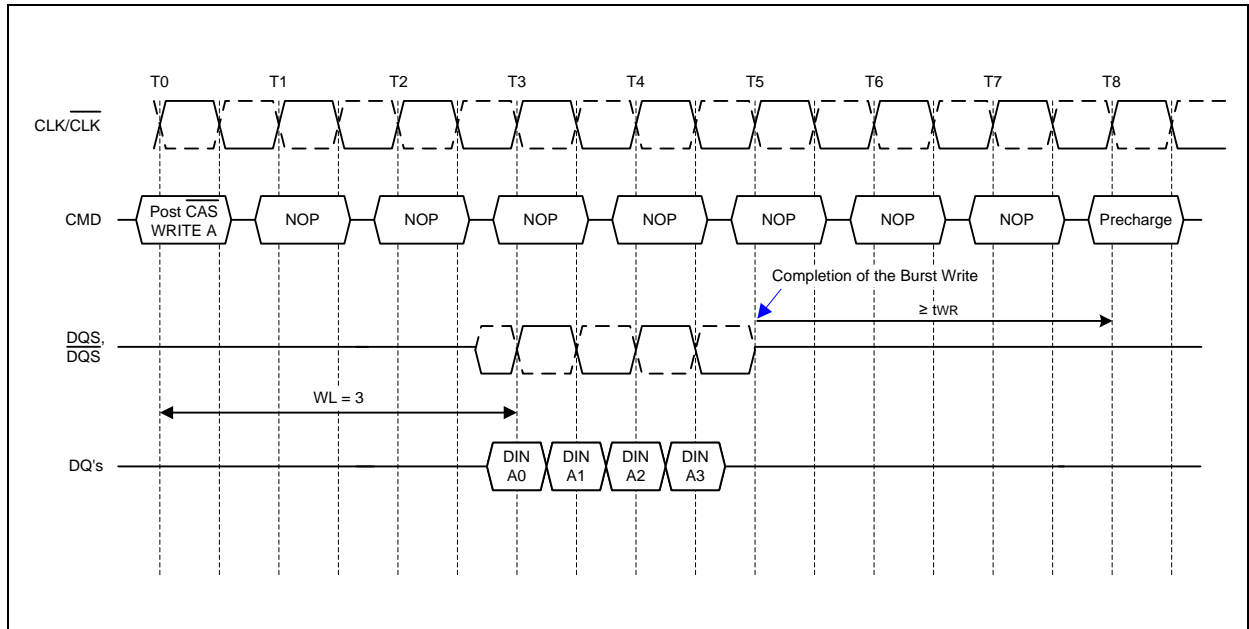 T0 T1 T2 T3 T4 T5 T6 T7 T8
CLK/CLK
CMD
Post CAS
WRITE A
NOP NOP NOP NOP NOP NOP NOP Precharge
Completion of the Burst Write
≥ tWR
DQS,
DQS
WL = 3
DQ's
DIN DIN DIN DIN
A0 A1 A2 A3